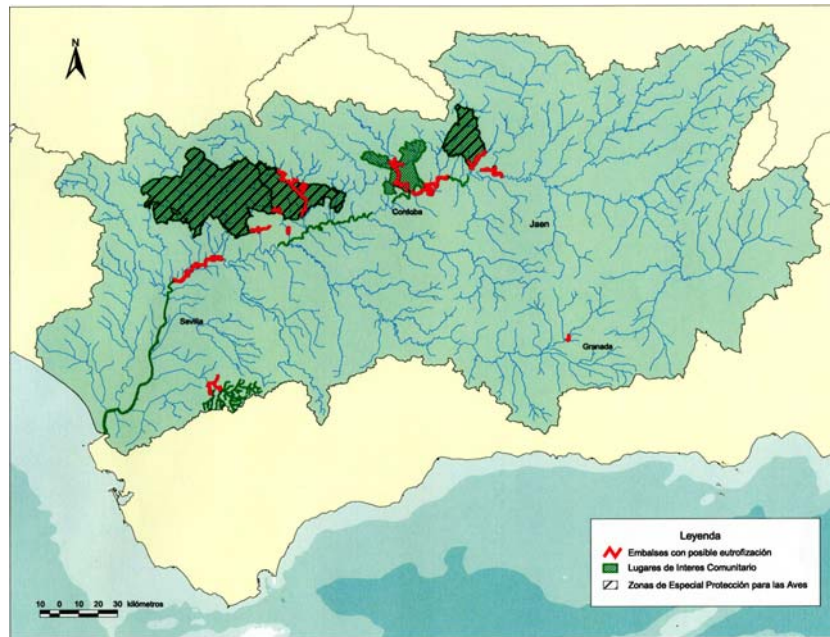 N
Cordoba
Jaen
Sevilla
Granada
Leyenda
Embalses con posible eutrofización
Lugares de Interes Comunitario
Zonas de Especial Protección para las Aves
10 0 10 20 30 kilómetros